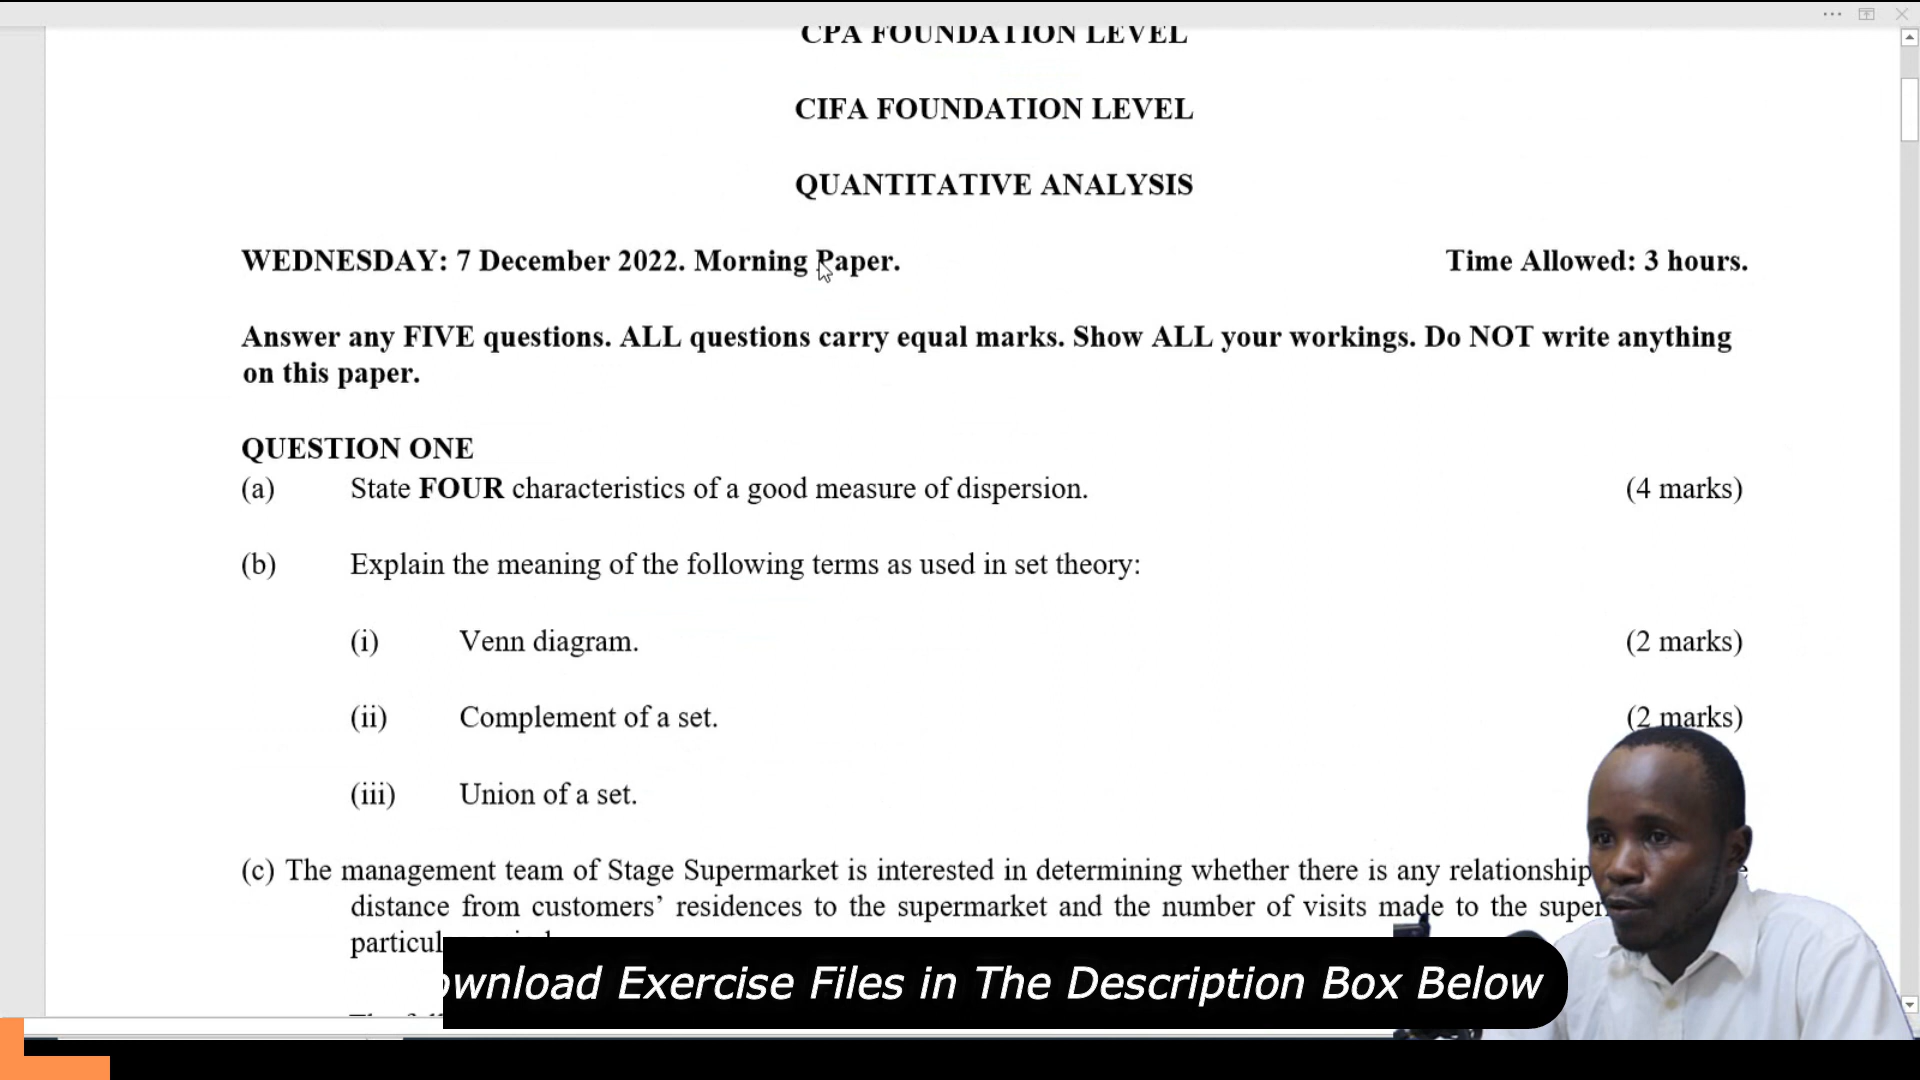 CPA FOUNDATION LEVEL
CIFA FOUNDATION LEVEL
QUANTITATIVE ANALYSIS
WEDNESDAY: 7 December 2022. Morning Paper. Time Allowed: 3 hours.
Answer any FIVE questions. ALL questions carry equal marks. Show ALL your workings. Do NOT write anything
on this paper.
QUESTION ONE
(a) State FOUR characteristics of a good measure of dispersion. (4 marks)
(b) Explain the meaning of the following terms as used in set theory:
(i) Venn diagram. (2 marks)
(ii) Complement of a set. (2 marks)
(iii) Union of a set.
(c) The management team of Stage Supermarket is interested in determining whether there is any relationship
distance from customers’ residences to the supermarket and the number of visits made to the super
particul
ownload Exercise Files in The Description Box Below